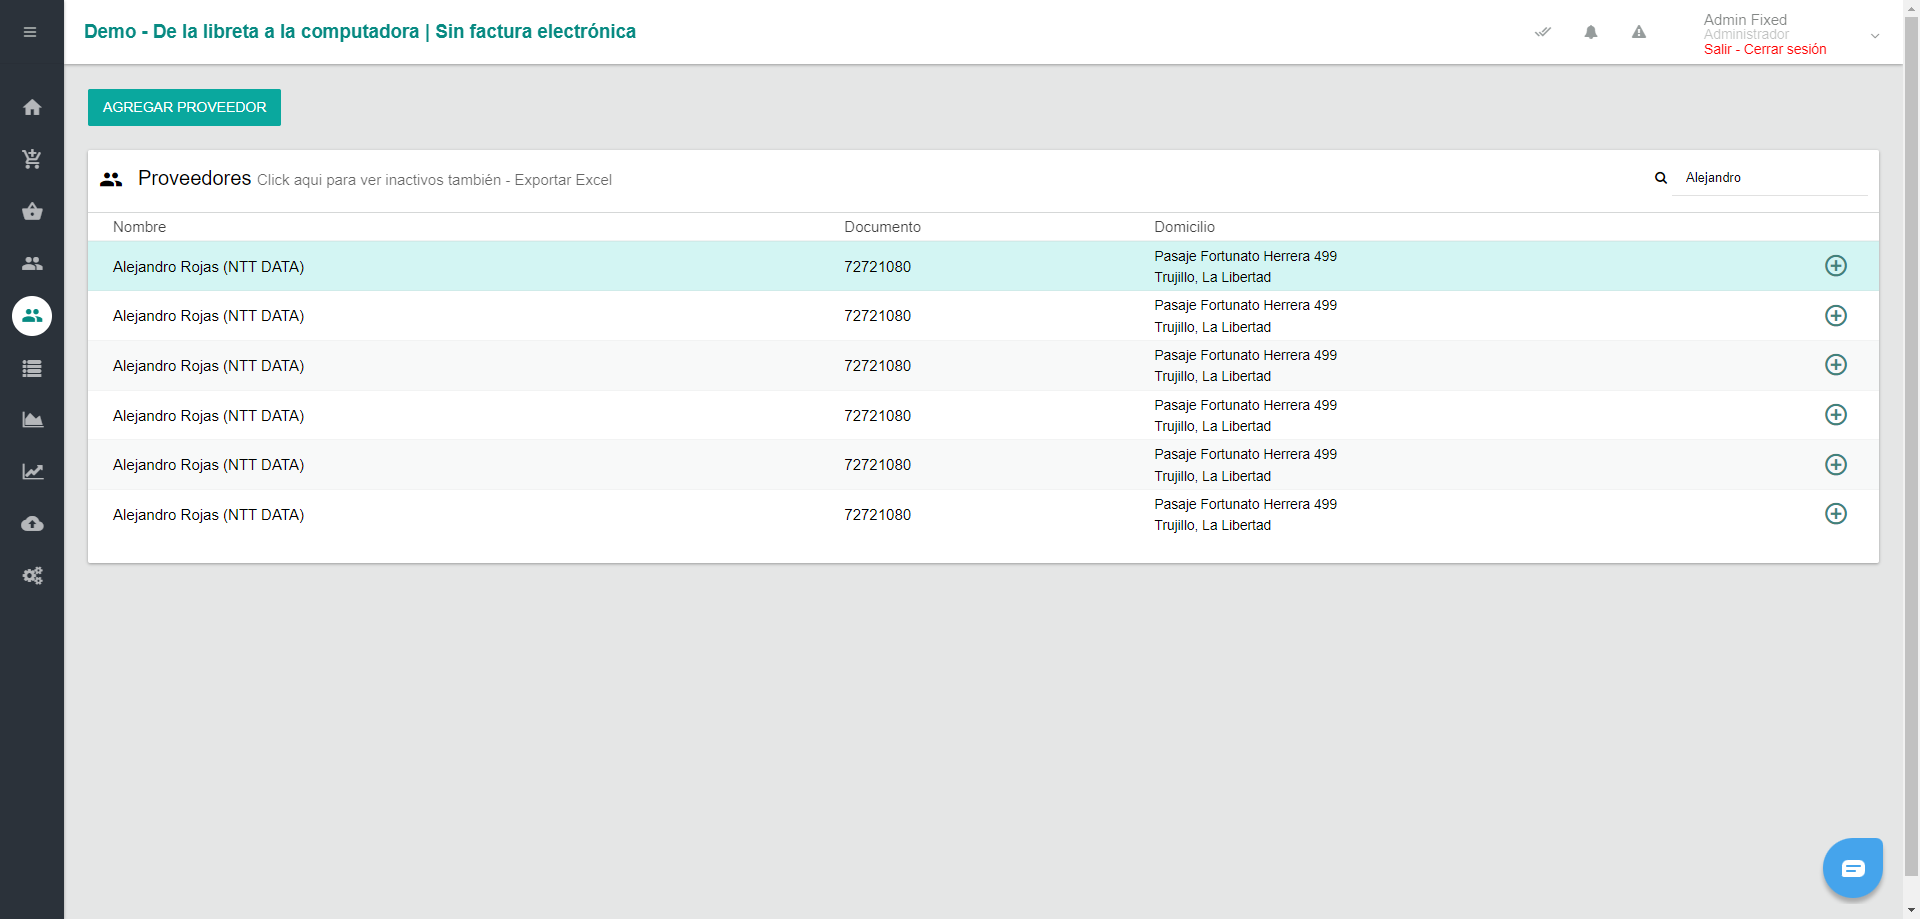 Demo - De la libreta a la computadora | Sin factura electrónica
Admin Fixed
Administrador
Salir - Cerrar sesión
AGREGAR PROVEEDOR
Proveedores Click aqui para ver inactivos también - Exportar Excel
Alejandro
Nombre Documento Domicilio
Alejandro Rojas (NTT DATA) 72721080 Pasaje Fortunato Herrera 499
Trujillo, La Libertad
Alejandro Rojas (NTT DATA) 72721080 Pasaje Fortunato Herrera 499
Trujillo, La Libertad
Alejandro Rojas (NTT DATA) 72721080 Pasaje Fortunato Herrera 499
Trujillo, La Libertad
Alejandro Rojas (NTT DATA) 72721080 Pasaje Fortunato Herrera 499
Trujillo, La Libertad
Alejandro Rojas (NTT DATA) 72721080 Pasaje Fortunato Herrera 499
Trujillo, La Libertad
Alejandro Rojas (NTT DATA) 72721080 Pasaje Fortunato Herrera 499
Trujillo, La Libertad